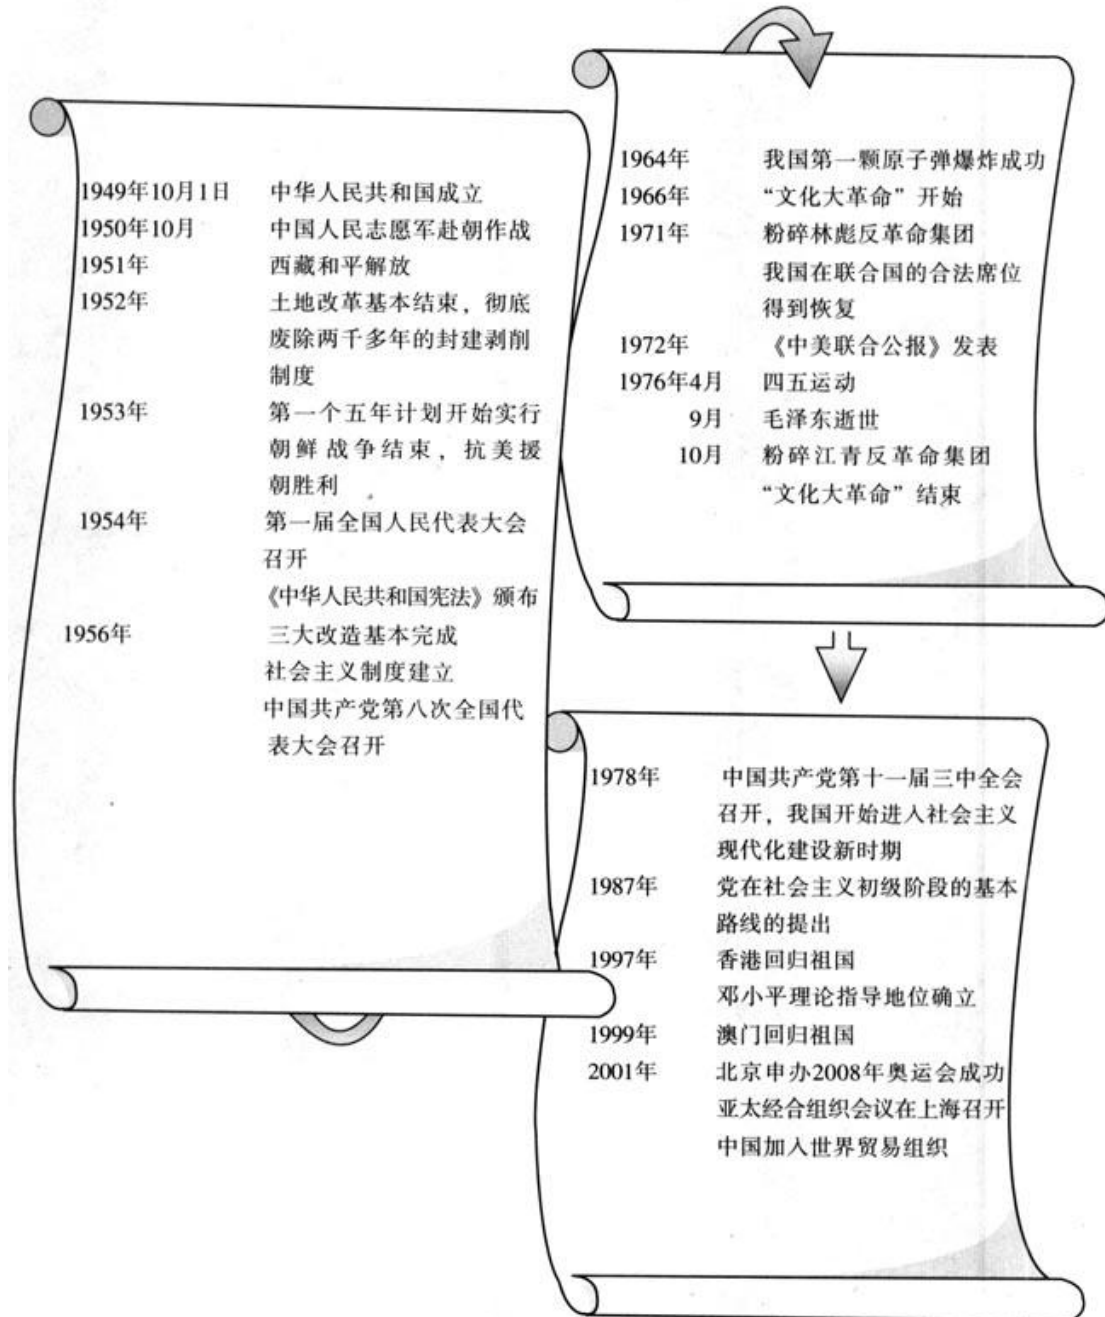 1949年10月1日 中华人民共和国成立
1950年10月 中国人民志愿军赴朝作战
1951年 西藏和平解放
1952年 土地改革基本结束，彻底
废除两千多年的封建剥削
制度
1953年 第一个五年计划开始实行
朝鲜战争结束，抗美援
朝胜利
1954年 第一届全国人民代表大会
召开
《中华人民共和国宪法》颁布
1956年 三大改造基本完成
社会主义制度建立
中国共产党第八次全国代
表大会召开
1964年 我国第一颗原子弹爆炸成功
1966年 “文化大革命”开始
1971年 粉碎林彪反革命集团
我国在联合国的合法席位
得到恢复
1972年 《中美联合公报》发表
1976年4月 四五运动
9月 毛泽东逝世
10月 粉碎江青反革命集团
“文化大革命”结束
1978年 中国共产党第十一届三中全会
召开，我国开始进入社会主义
现代化建设新时期
1987年 党在社会主义初级阶段的基本
路线的提出
1997年 香港回归祖国
邓小平理论指导地位确立
1999年 澳门回归祖国
2001年 北京申办2008年奥运会成功
亚太经合组织会议在上海召开
中国加入世界贸易组织